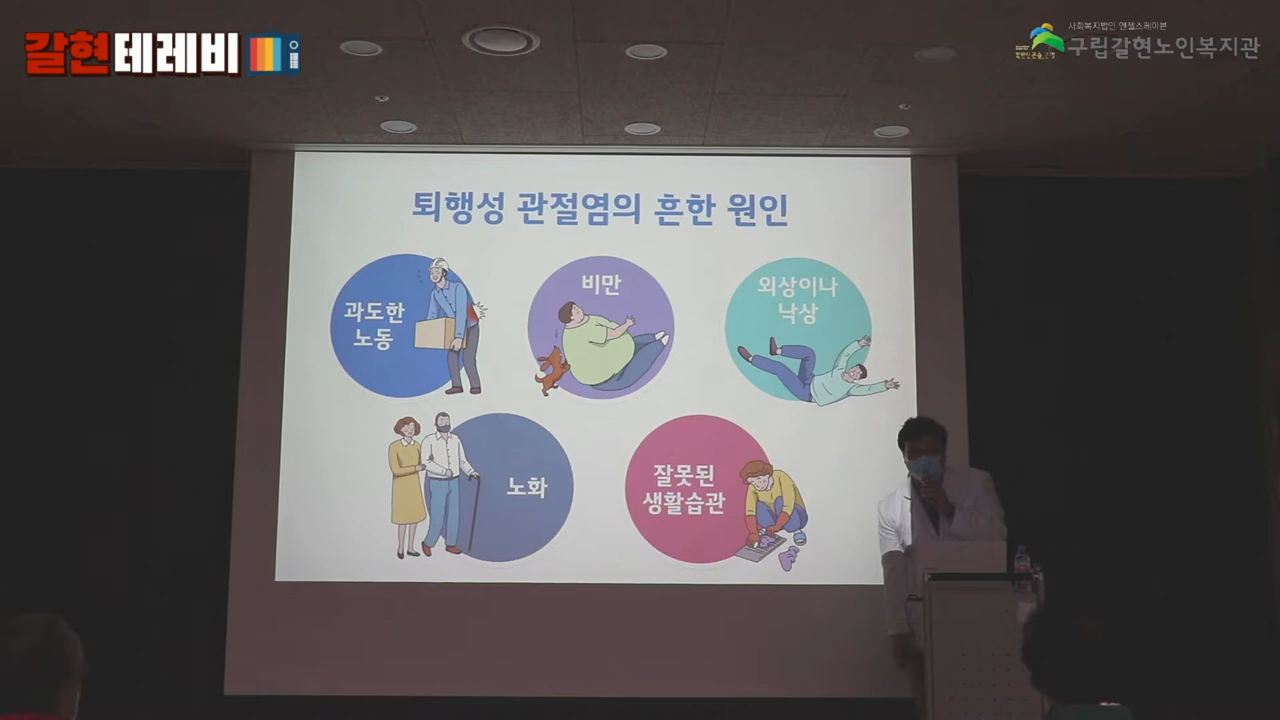 갈현테레비
사회복지법인 엔젤스헤이븐
구립갈현노인복지관
퇴행성 관절염의 흔한 원인
과도한
노동
비만
외상이나
낙상
노화
잘못된
생활습관